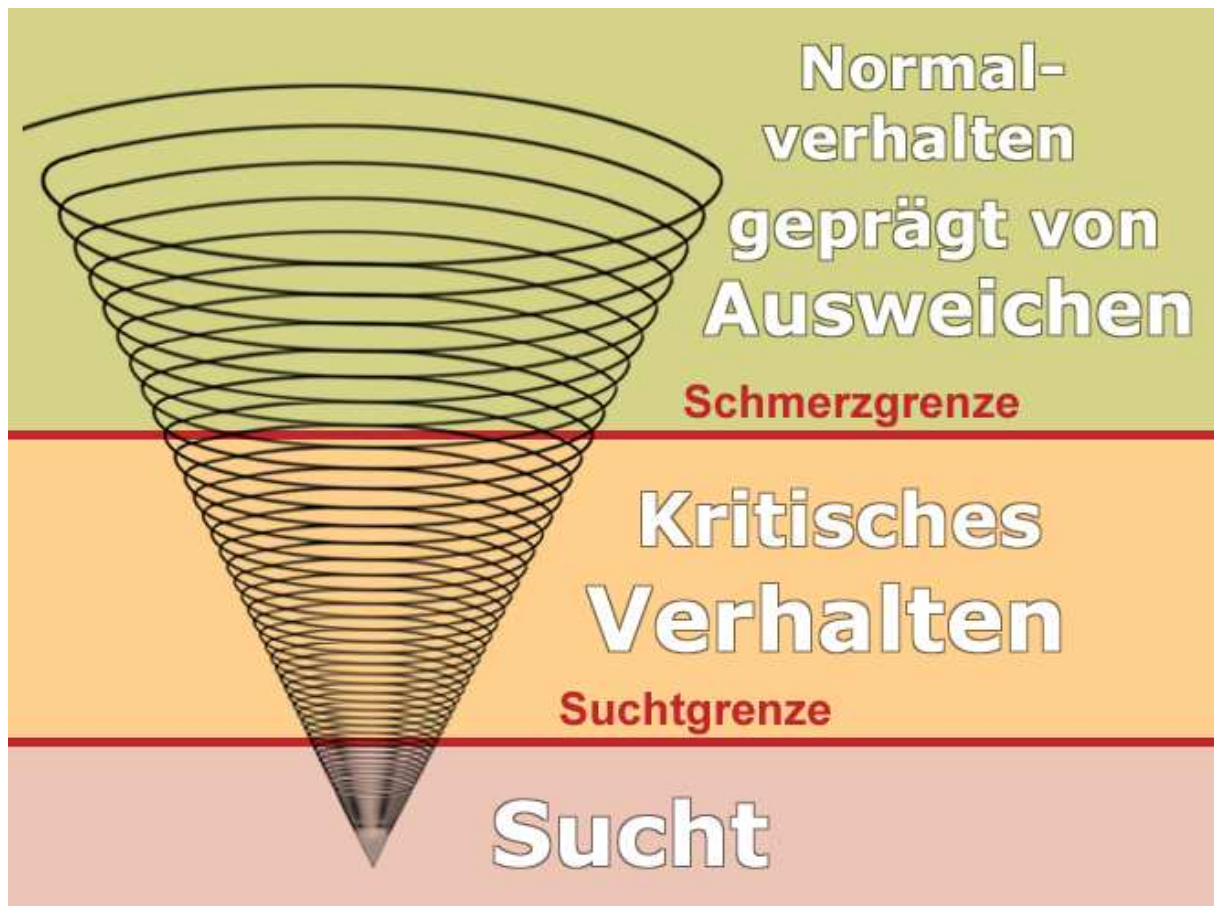 Normal-
verhalten
geprägt von
Ausweichen
Schmerzgrenze
Kritisches
Verhalten
Suchtgrenze
Sucht